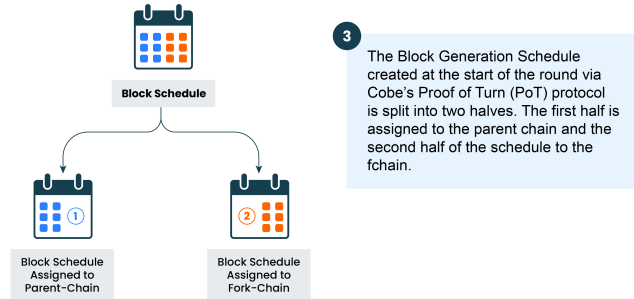 Block Schedule
1
2
Block Schedule
Assigned to
Parent-Chain
Block Schedule
Assigned to
Fork-Chain
3
The Block Generation Schedule
created at the start of the round via
Cobe's Proof of Turn (PoT) protocol
is split into two halves. The first half is
assigned to the parent chain and the
second half of the schedule to the
fchain.